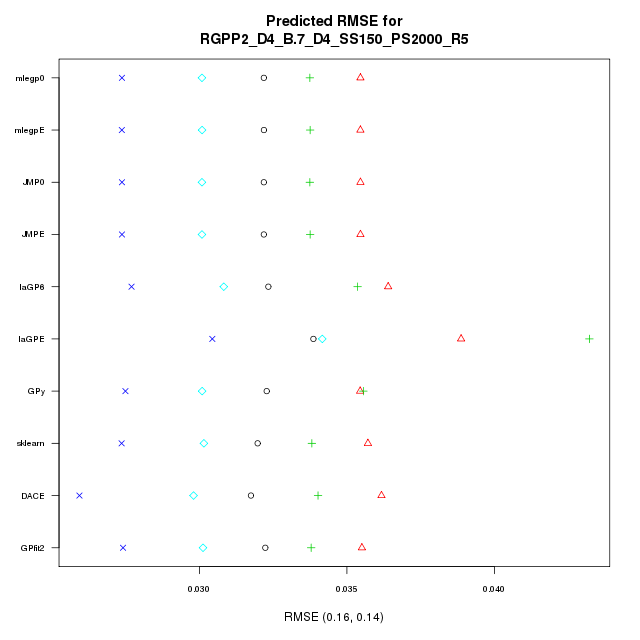 Predicted RMSE for
RGPP2_D4_B.7_D4_SS150_PS2000_R5
mlegp0
mlegpE
JMP0
JMPE
laGP6
laGPE
GPy
sklearn
DACE
GPfit2
0.030 0.035 0.040
RMSE (0.16, 0.14)